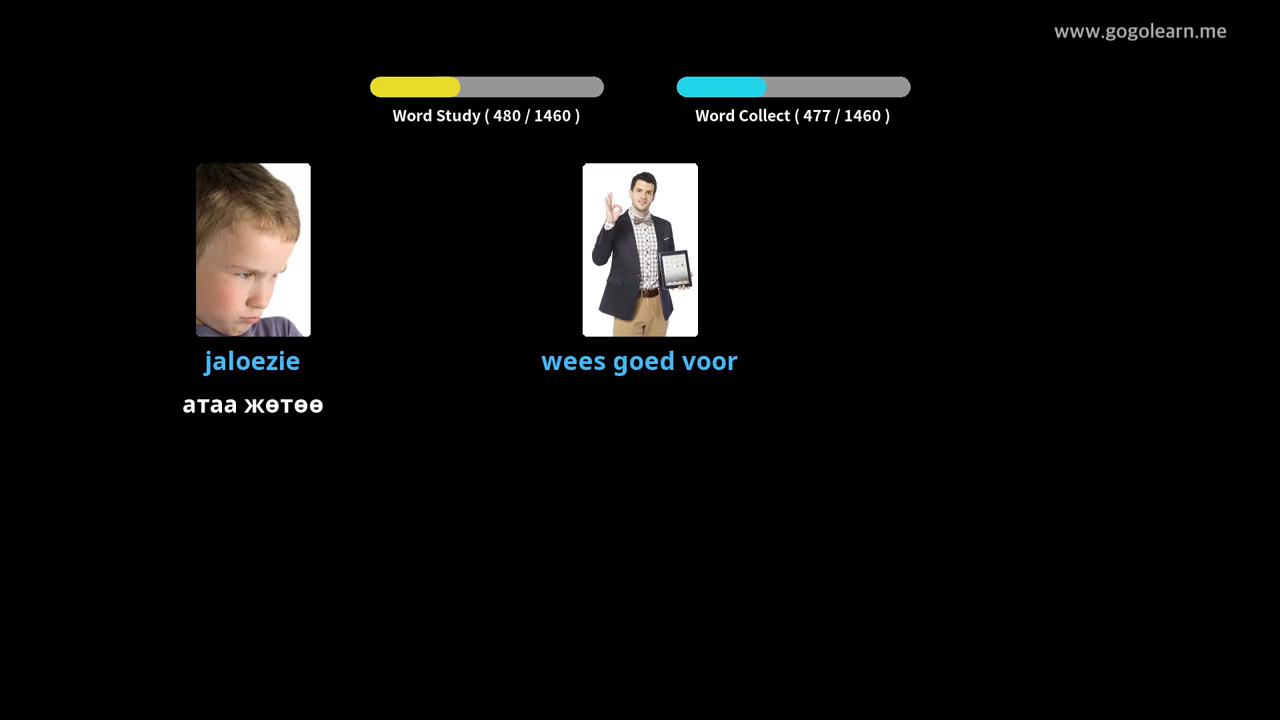 www.gogolearn.me
Word Study ( 480 / 1460 )
Word Collect ( 477 / 1460 )
jaloezie
wees goed voor
атаа жөтөө